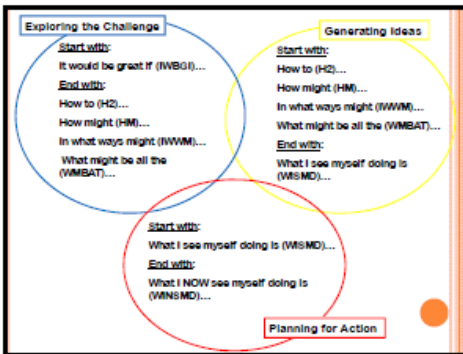 Exploring the Challenge
Start with:
It would be great if (IWBGI)...
End with:
How to (H2)...
How might (HM)...
In what ways might (IWWM)...
What might be all the
(WMBAT)...
Generating Ideas
Start with:
How to (H2)...
How might (HM)...
In what ways might (IWWM)...
What might be all the (WMBAT)...
End with:
What I see myself doing is
(WISMD)...
Start with:
What I see myself doing is (WISMD)...
End with:
What I NOW see myself doing is
(WINSMD)...
Planning for Action